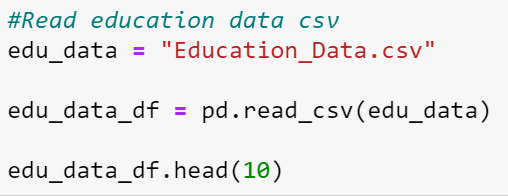 #Read education data csv
edu_data = "Education_Data.csv"
edu_data_df = pd.read_csv(edu_data)
edu_data_df.head(10)